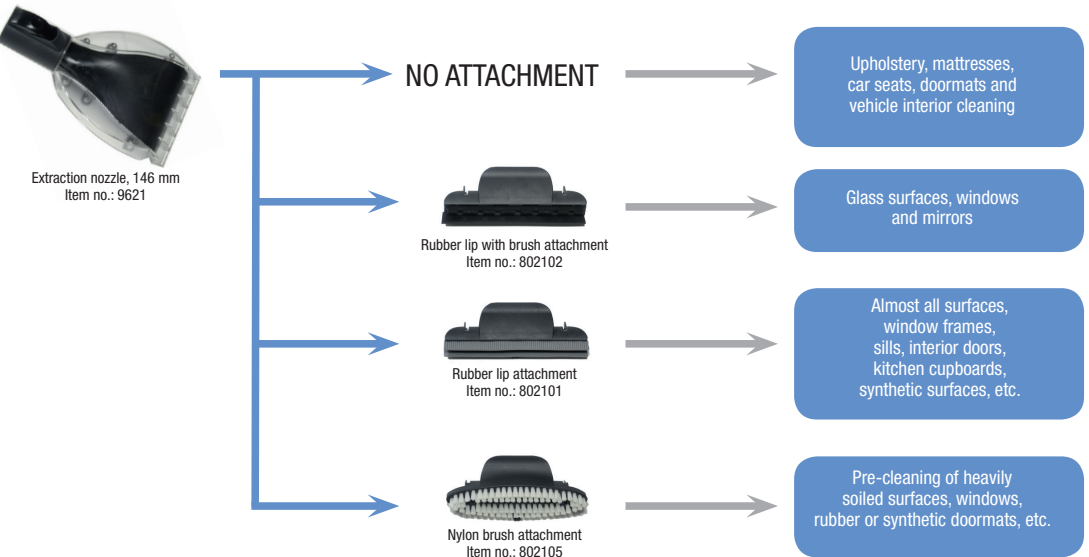 Extraction nozzle, 146 mm
Item no.: 9621
NO ATTACHMENT
Upholstery, mattresses,
car seats, doormats and
vehicle interior cleaning
Rubber lip with brush attachment
Item no.: 802102
Glass surfaces, windows
and mirrors
Rubber lip attachment
Item no.: 802101
Almost all surfaces,
window frames,
sills, interior doors,
kitchen cupboards,
synthetic surfaces, etc.
Nylon brush attachment
Item no.: 802105
Pre-cleaning of heavily
soiled surfaces, windows,
rubber or synthetic doormats, etc.